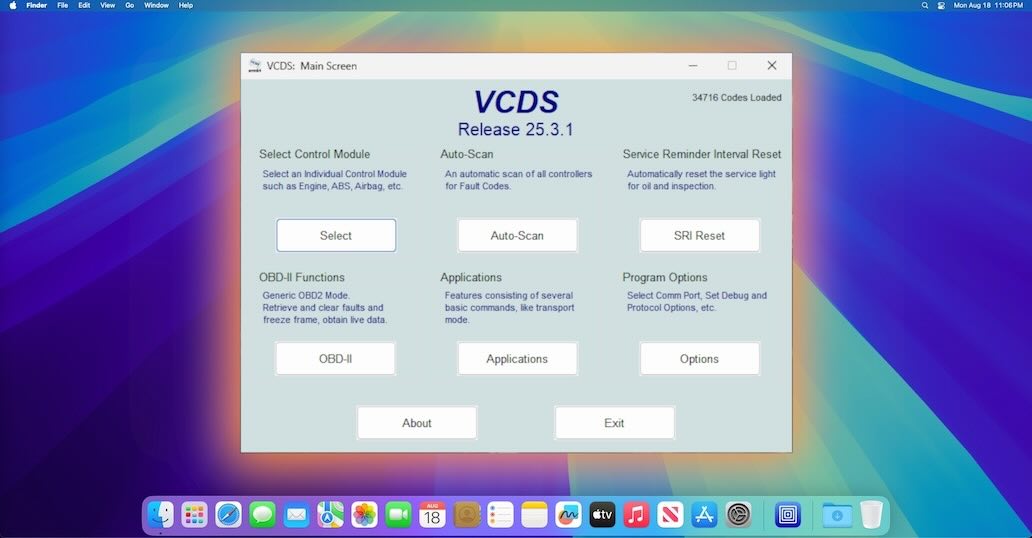 Finder File Edit View Go Window Help
Mon Aug 18 11:06PM
VCDS: Main Screen
VCDS
34716 Codes Loaded
Release 25.3.1
Select Control Module
Select an Individual Control Module
such as Engine, ABS, Airbag, etc.
Select
Auto-Scan
An automatic scan of all controllers
for Fault Codes.
Auto-Scan
Service Reminder Interval Reset
Automatically reset the service light
for oil and inspection.
SRI Reset
OBD-II Functions
Generic OBD2 Mode.
Retrieve and clear faults and
freeze frame, obtain live data.
OBD-II
Applications
Features consisting of several
basic commands, like transport
mode.
Applications
Program Options
Select Comm Port, Set Debug and
Protocol Options, etc.
Options
About
Exit
AUG
18
tv